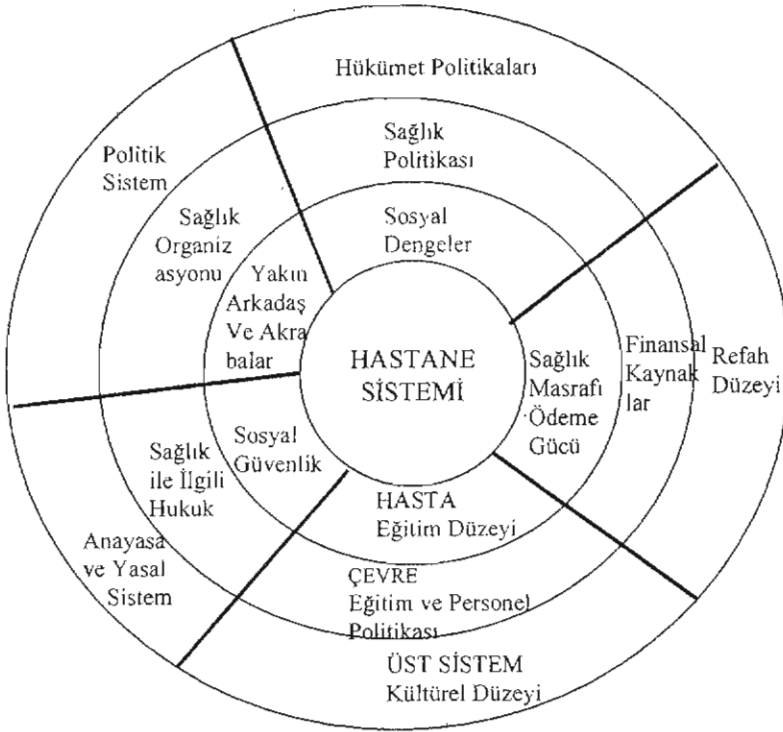 Hükümet Politikaları
Sağlık
Politikası
Sosyal
Dengeler
Politik
Sistem
Sağlık
Organiz
asyonu
Yakın
Arkadaş
Ve Akra
balar
HASTANE
SİSTEMİ
Sağlık
Masrafı
Ödeme
Gücü
Finansal
Kaynak
lar
Refah
Düzeyi
Sosyal
Güvenlik
Sağlık
ile İlgili
Hukuk
Anayasa
ve Yasal
Sistem
HASTA
Eğitim Düzeyi
ÇEVRE
Eğitim ve Personel
Politikası
ÜST SİSTEM
Kültürel Düzeyi